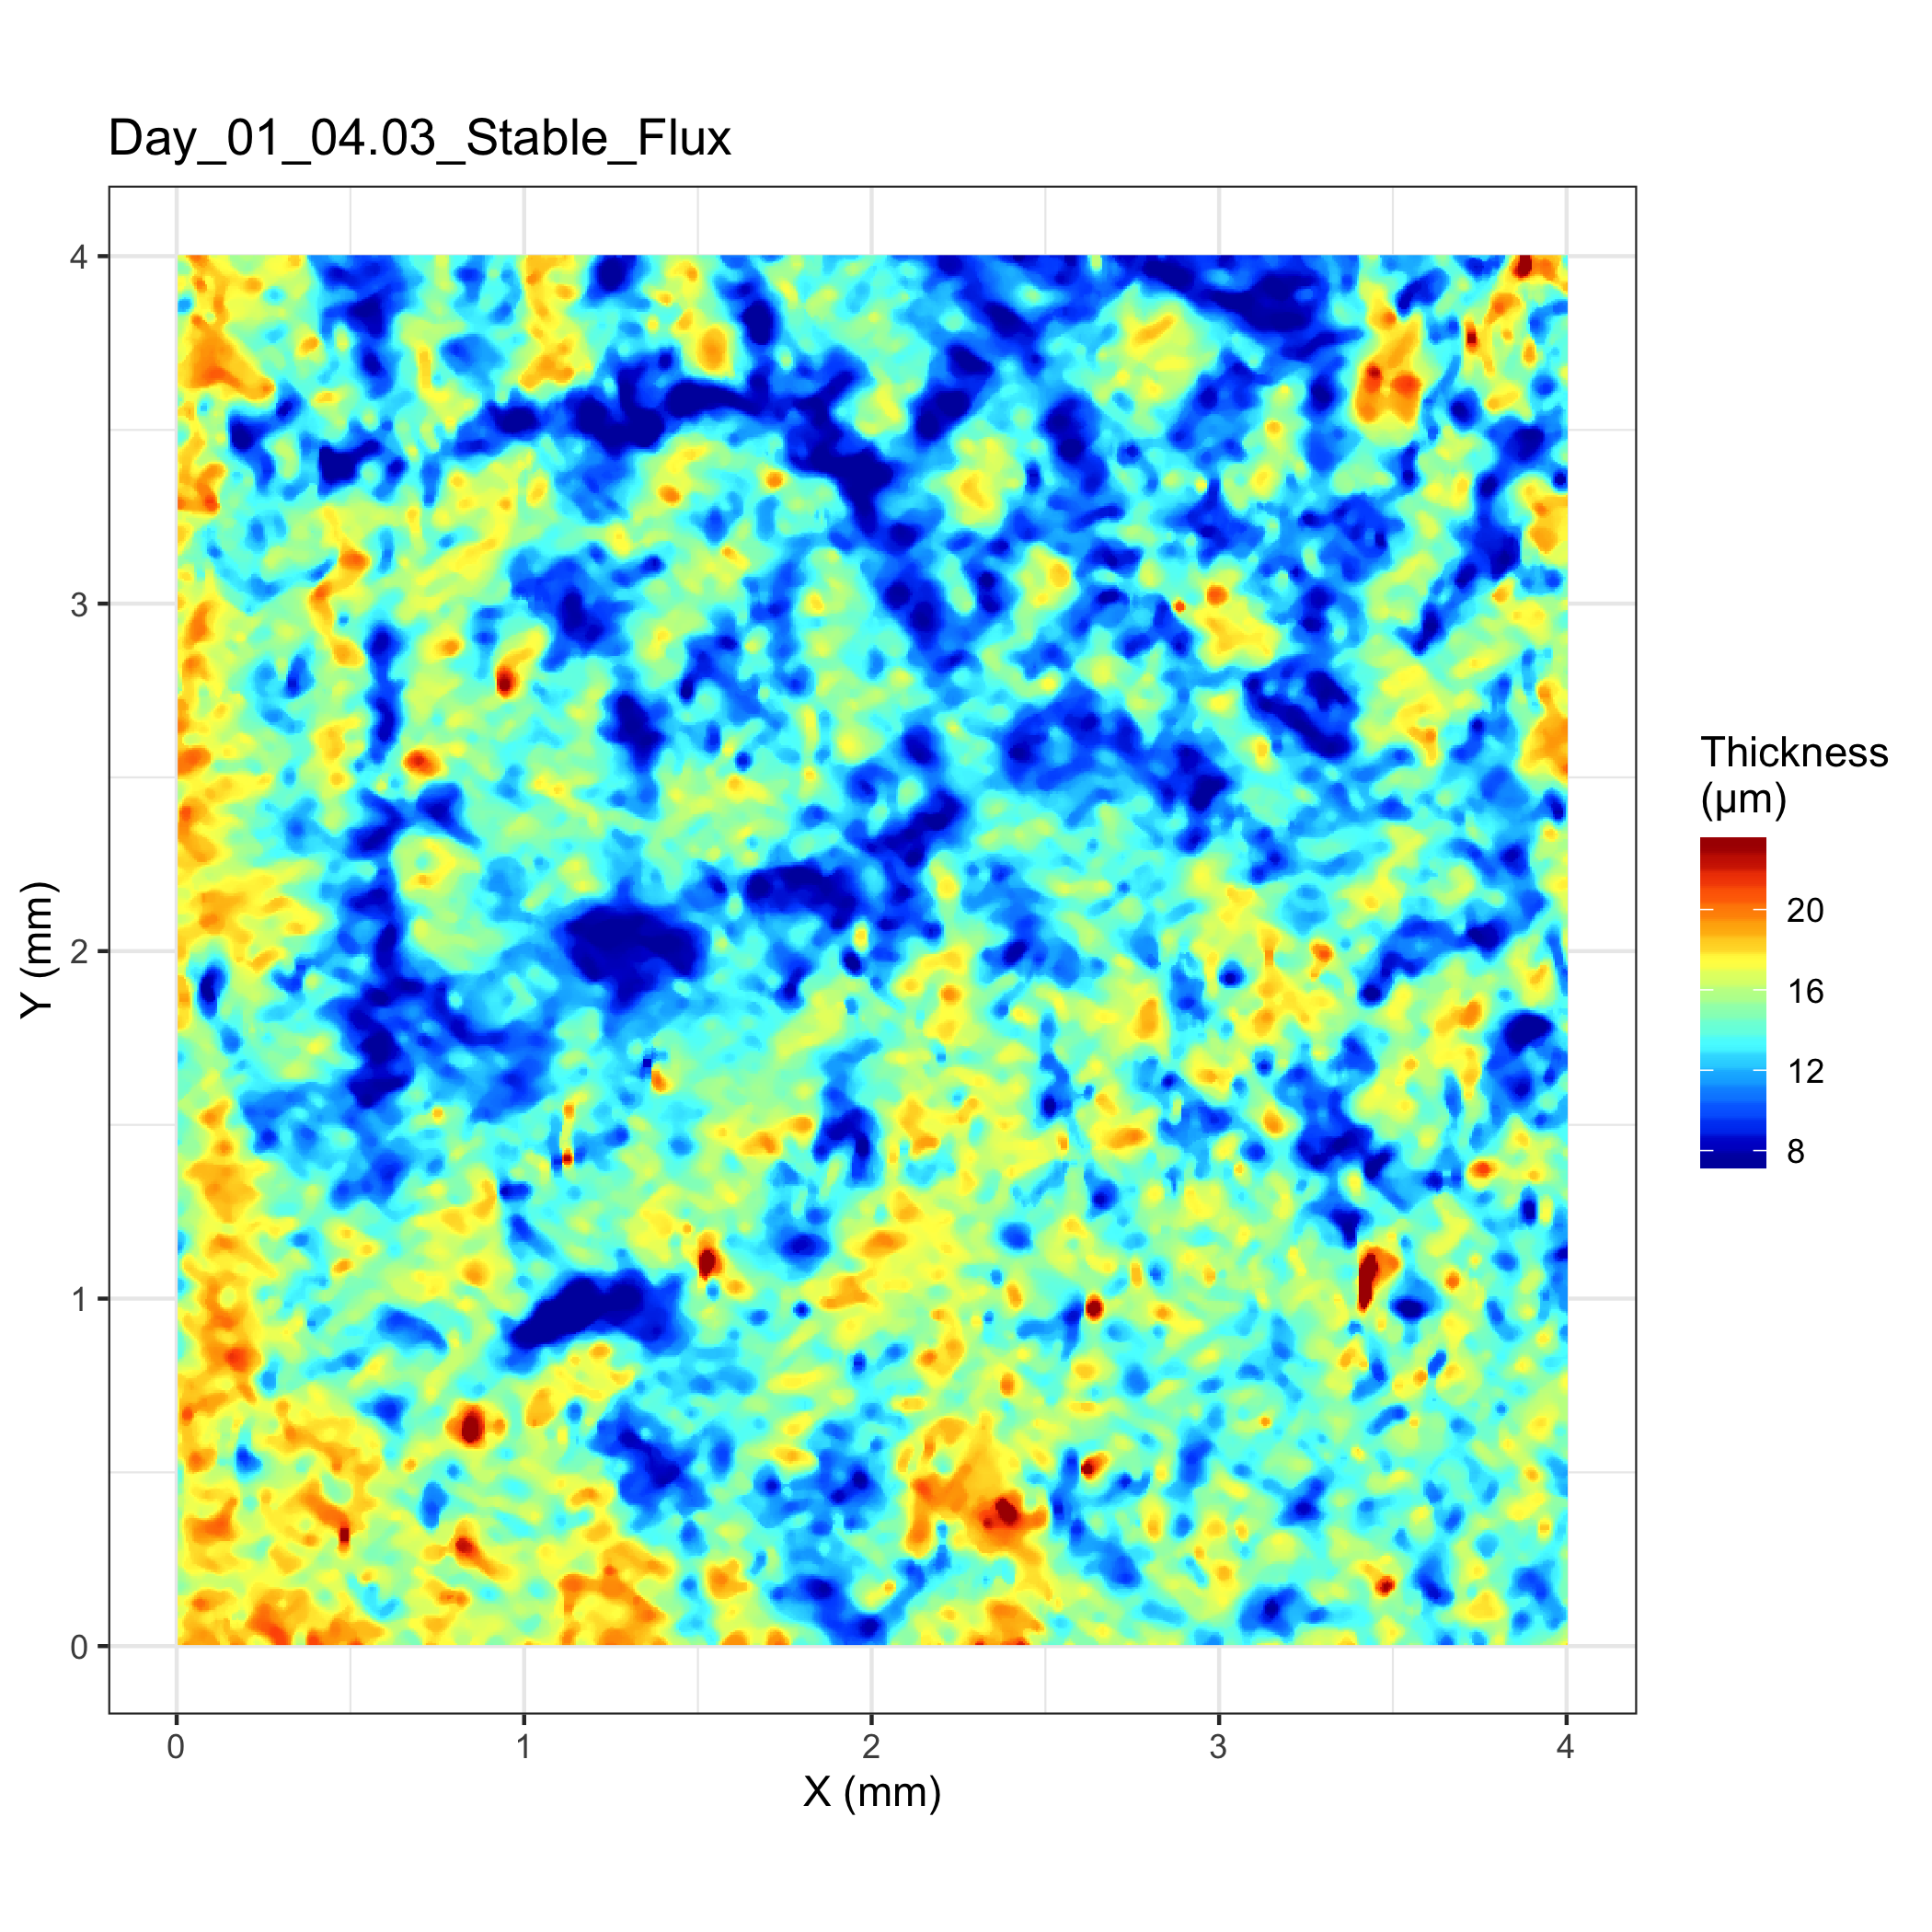 Day_01_04.03_Stable_Flux
4
3
2
1
0
Y (mm)
0 1 2 3 4
X (mm)
Thickness
(μm)
20
16
12
8